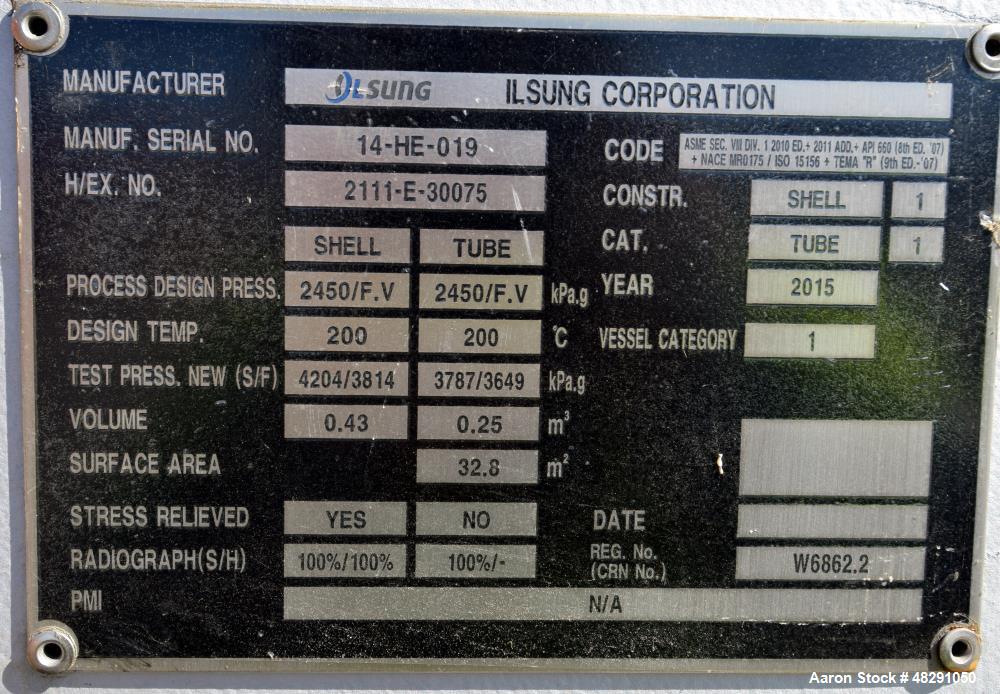 MANUFACTURER ILSUNG ILSUNG CORPORATION
MANUF. SERIAL NO. 14-HE-019
H/EX. NO. 2111-E-30075
CODE ASME SEC. VIII DIV. 1 2010 ED.+ 2011 ADD.+ API 660 (8th ED. '07)
+ NACE MR0175 / ISO 15156 + TEMA "R" (9th ED.-'07)
CONSTR. SHELL 1
CAT. TUBE 1
SHELL TUBE
PROCESS DESIGN PRESS. 2450/F.V 2450/F.V kPa.g
YEAR 2015
DESIGN TEMP. 200 200 °C
VESSEL CATEGORY 1
TEST PRESS. NEW (S/F) 4204/3814 3787/3649 kPa.g
VOLUME 0.43 0.25 m³
SURFACE AREA 32.8 m²
STRESS RELIEVED YES NO
DATE
RADIOGRAPH(S/H) 100%/100% 100%/-
REG. No.
(CRN No.) W6862.2
PMI N/A
Aaron Stock # 48291050